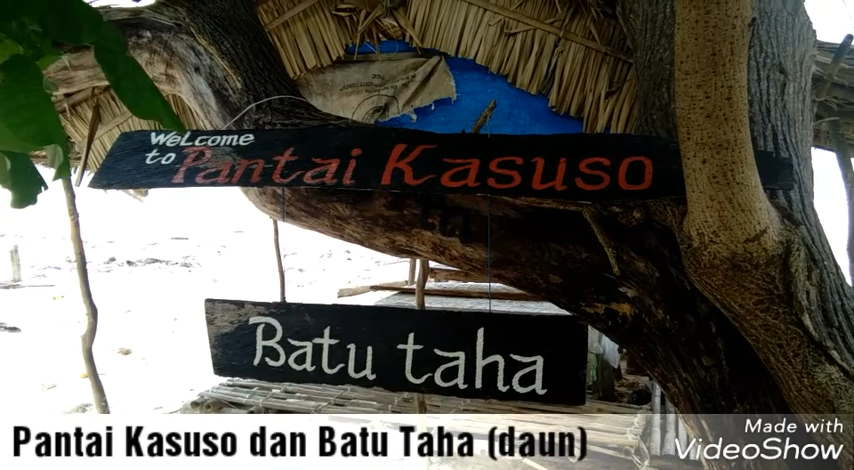 Welcome
to Pantai Kasuso
Batu taha
Pantai Kasuso dan Batu Taha (daun)
Made with
VideoShow